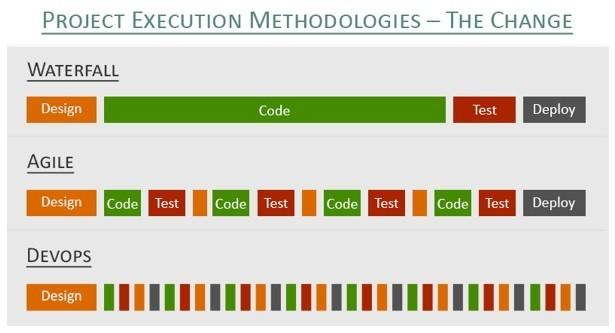 PROJECT EXECUTION METHODOLOGIES – THE CHANGE
WATERFALL
Design Code Test Deploy
AGILE
Design Code Test Code Test Code Test Code Test Deploy
DEVOPS
Design